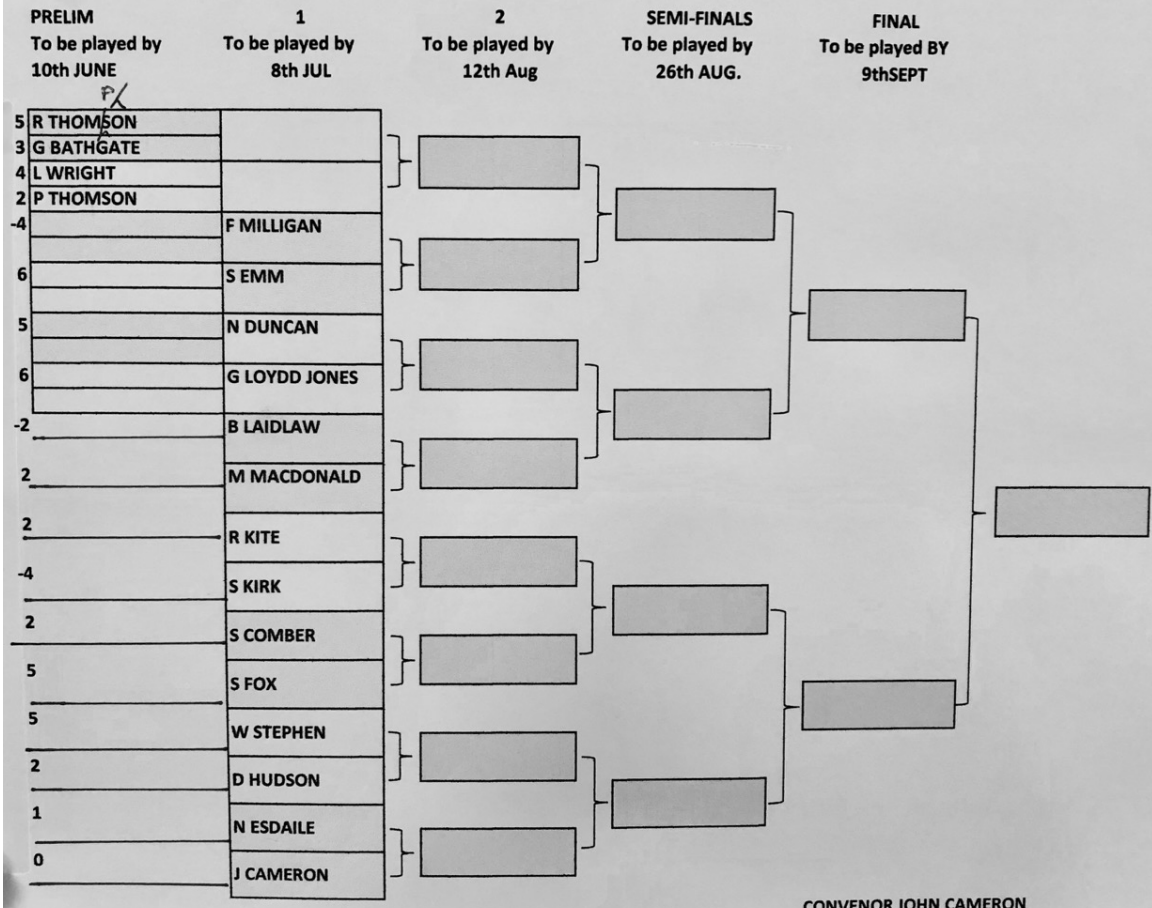 PRELIM 1 2 SEMI-FINALS FINAL
To be played by To be played by To be played by To be played by To be played BY
10th JUNE 8th JUL 12th Aug 26th AUG. 9thSEPT
5 R THOMSON
3 G BATHGATE
4 L WRIGHT
2 P THOMSON
-4 F MILLIGAN
6 S EMM
5 N DUNCAN
6 G LOYDD JONES
-2 B LAIDLAW
2 M MACDONALD
2 R KITE
-4 S KIRK
2 S COMBER
5 S FOX
5 W STEPHEN
2 D HUDSON
1 N ESDAILE
0 J CAMERON
CONVENOR JOHN CAMERON